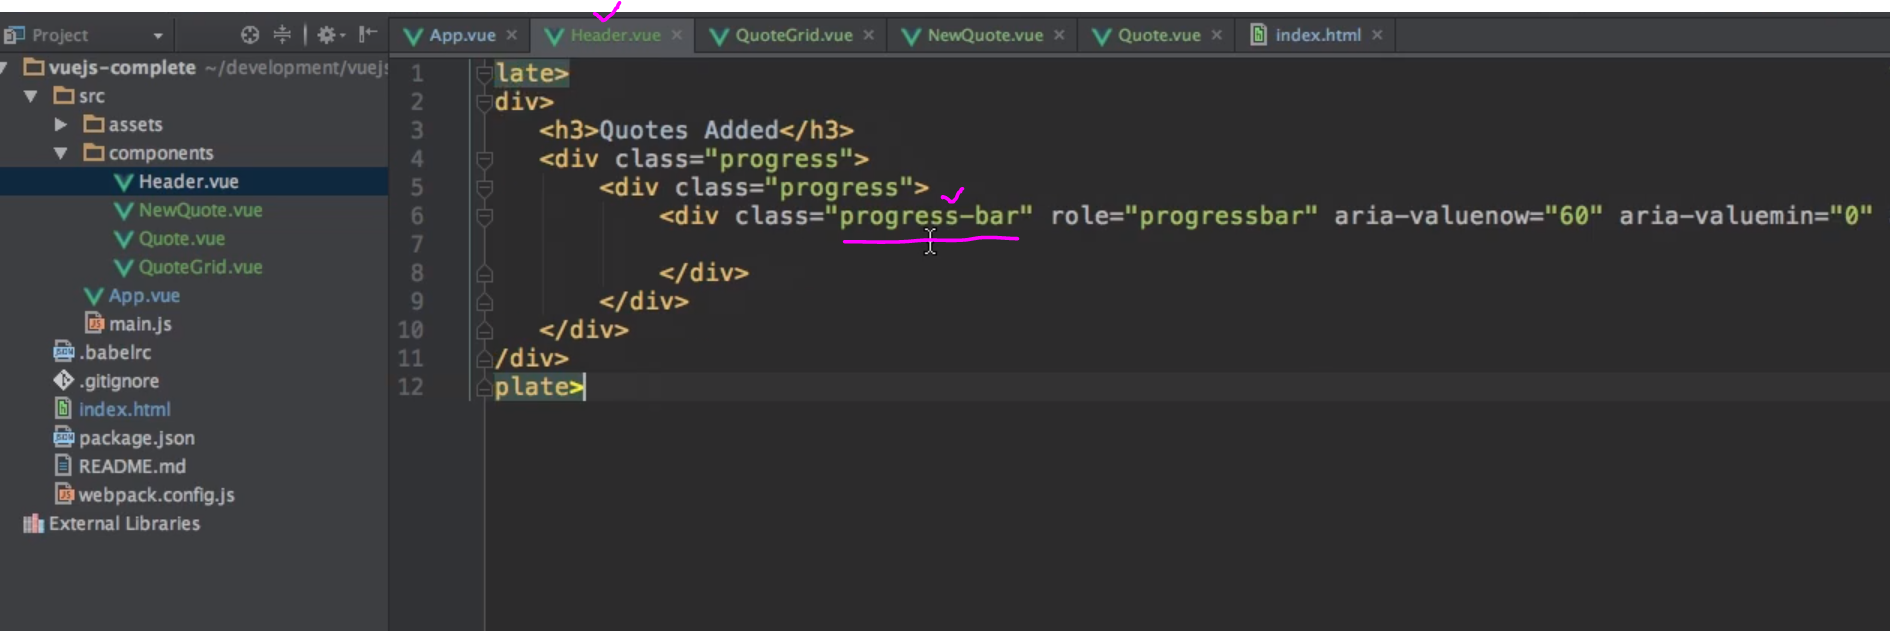 Project
App.vue Header.vue QuoteGrid.vue NewQuote.vue Quote.vue index.html
vuejs-complete ~/development/vuejs
src
assets
components
Header.vue
NewQuote.vue
Quote.vue
QuoteGrid.vue
App.vue
main.js
.babelrc
.gitignore
index.html
package.json
README.md
webpack.config.js
External Libraries
1 late>
2 div>
3 <h3>Quotes Added</h3>
4 <div class="progress">
5 <div class="progress">
6 <div class="progress-bar" role="progressbar" aria-valuenow="60" aria-valuemin="0"
7
8 </div>
9 </div>
10 </div>
11 /div>
12 plate>